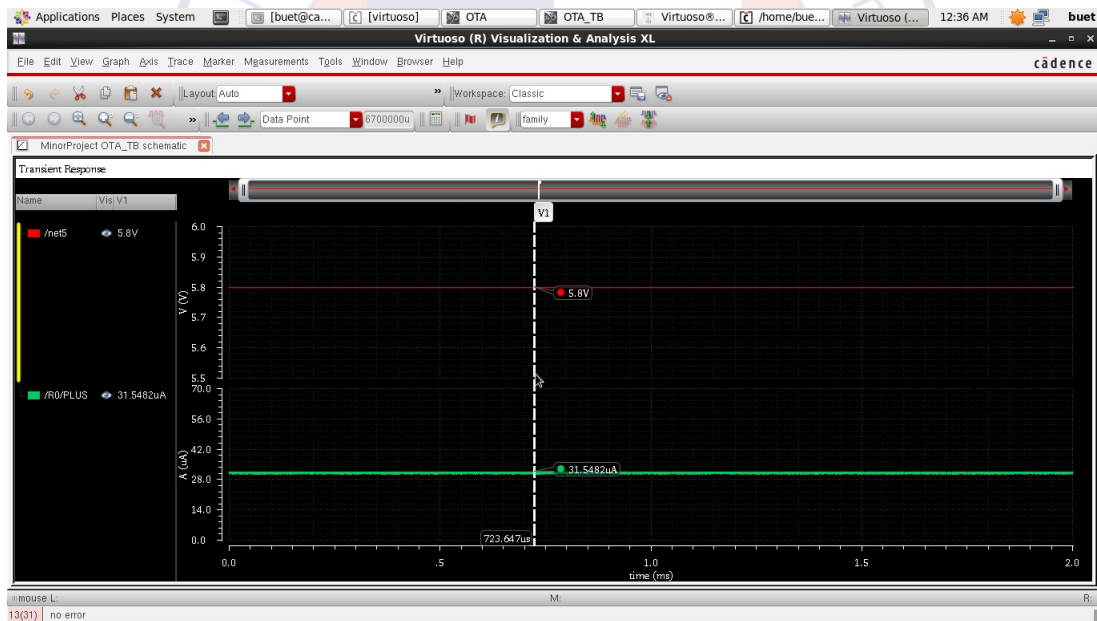 Applications Places System [buet@ca... [virtuoso] OTA OTA_TB Virtuoso®... /home/bue... Virtuoso (... 12:36 AM buet
Virtuoso (R) Visualization & Analysis XL
File Edit View Graph Axis Trace Marker Measurements Tools Window Browser Help cādence
Layout: Auto » Workspace: Classic
» Data Point 6700000u family
MinorProject OTA_TB schematic
Transient Response
Name Vis V1
V1
/net5 5.8V
6.0
5.9
5.8
5.7
5.6
5.5
V (V)
5.8V
/R0/PLUS 31.5482uA
70.0
56.0
42.0
28.0
14.0
0.0
A (uA)
31.5482uA
723.647us
0.0 .5 1.0 1.5 2.0
time (ms)
mouse L: M: R:
13(31) no error